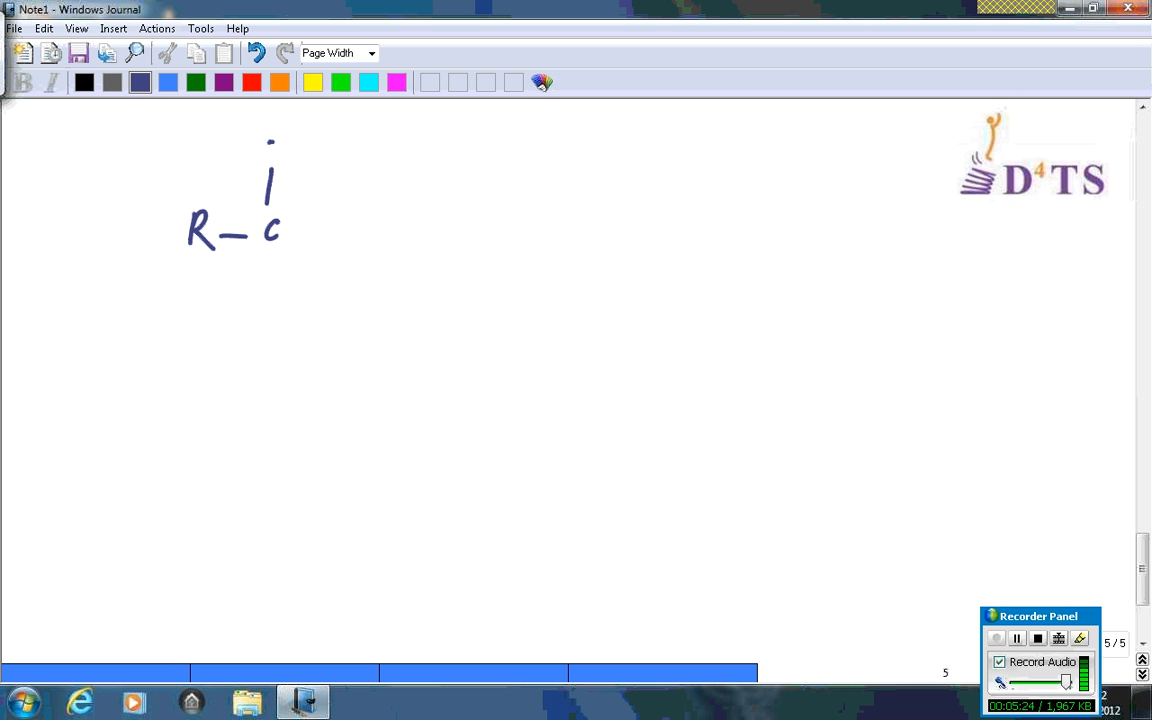 Note1 - Windows Journal
File Edit View Insert Actions Tools Help
Page Width
B I
D4TS
R – C
Recorder Panel
Record Audio
00:05:24 / 1,967 KB
5 / 5
5
2
2012